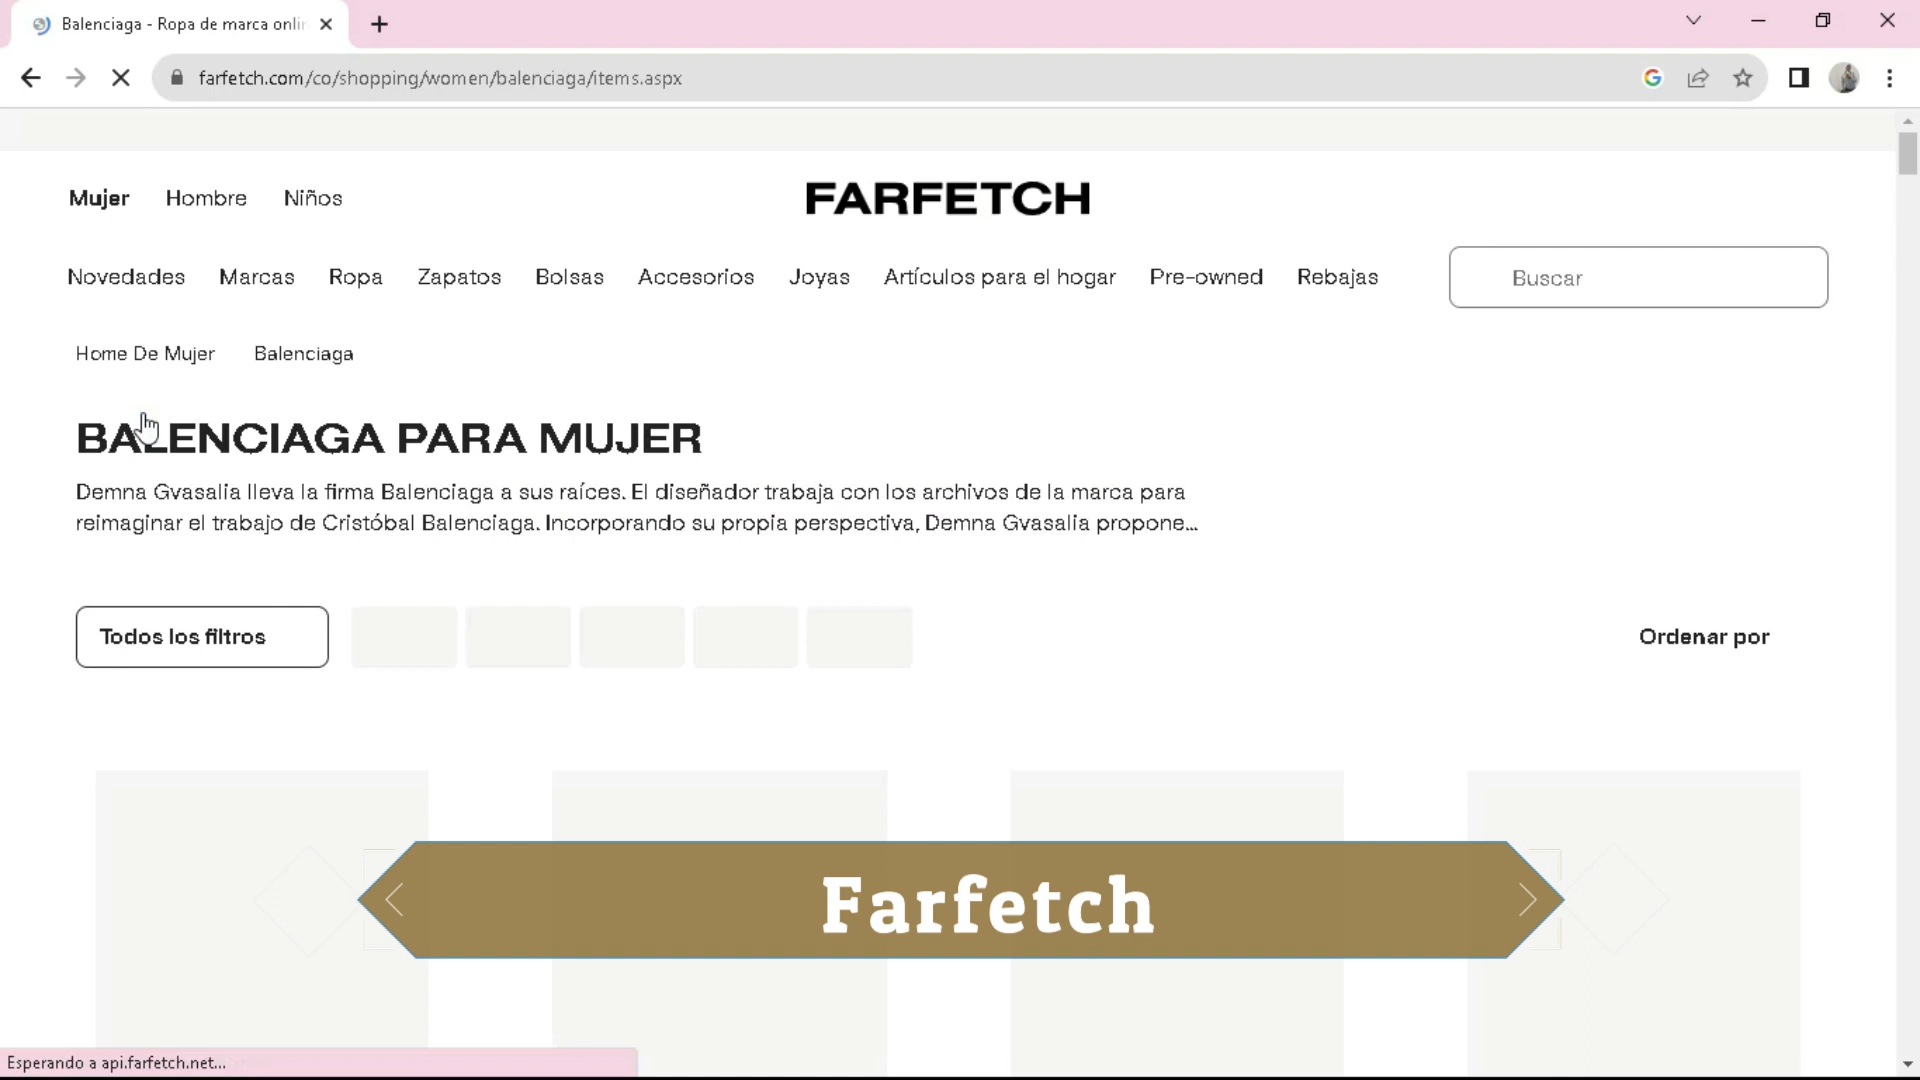 Balenciaga - Ropa de marca onlin
farfetch.com/co/shopping/women/balenciaga/items.aspx
Mujer Hombre Niños
FARFETCH
Novedades Marcas Ropa Zapatos Bolsas Accesorios Joyas Artículos para el hogar Pre-owned Rebajas
Buscar
Home De Mujer Balenciaga
BALENCIAGA PARA MUJER
Demna Gvasalia lleva la firma Balenciaga a sus raíces. El diseñador trabaja con los archivos de la marca para
reimaginar el trabajo de Cristóbal Balenciaga. Incorporando su propia perspectiva, Demna Gvasalia propone...
Todos los filtros
Ordenar por
Farfetch
Esperando a api.farfetch.net...